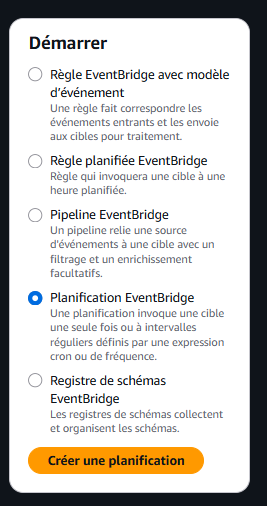 Démarrer
Règle EventBridge avec modèle
d'événement
Une règle fait correspondre les
événements entrants et les envoie
aux cibles pour traitement.
Règle planifiée EventBridge
Règle qui invoquera une cible à une
heure planifiée.
Pipeline EventBridge
Un pipeline relie une source
d'événements à une cible avec un
filtrage et un enrichissement
facultatifs.
Planification EventBridge
Une planification invoque une cible
une seule fois ou à intervalles
réguliers définis par une expression
cron ou de fréquence.
Registre de schémas
EventBridge
Les registres de schémas collectent
et organisent les schémas.
Créer une planification